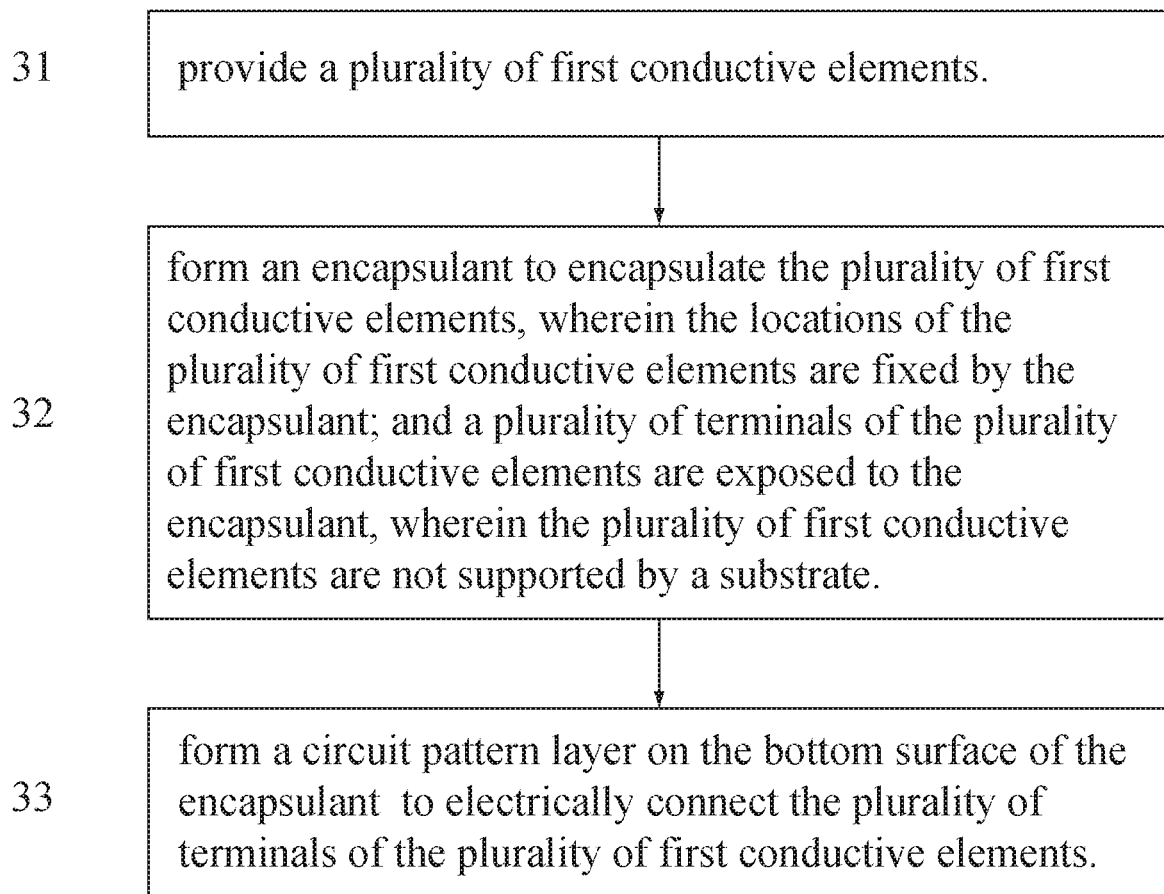 31
provide a plurality of first conductive elements.
form an encapsulant to encapsulate the plurality of first
conductive elements, wherein the locations of the
plurality of first conductive elements are fixed by the
32
encapsulant; and a plurality of terminals of the plurality
of first conductive elements are exposed to the
encapsulant, wherein the plurality of first conductive
elements are not supported by a substrate.
form a circuit pattern layer on the bottom surface of the
33
encapsulant to electrically connect the plurality of
terminals of the plurality of first conductive elements.